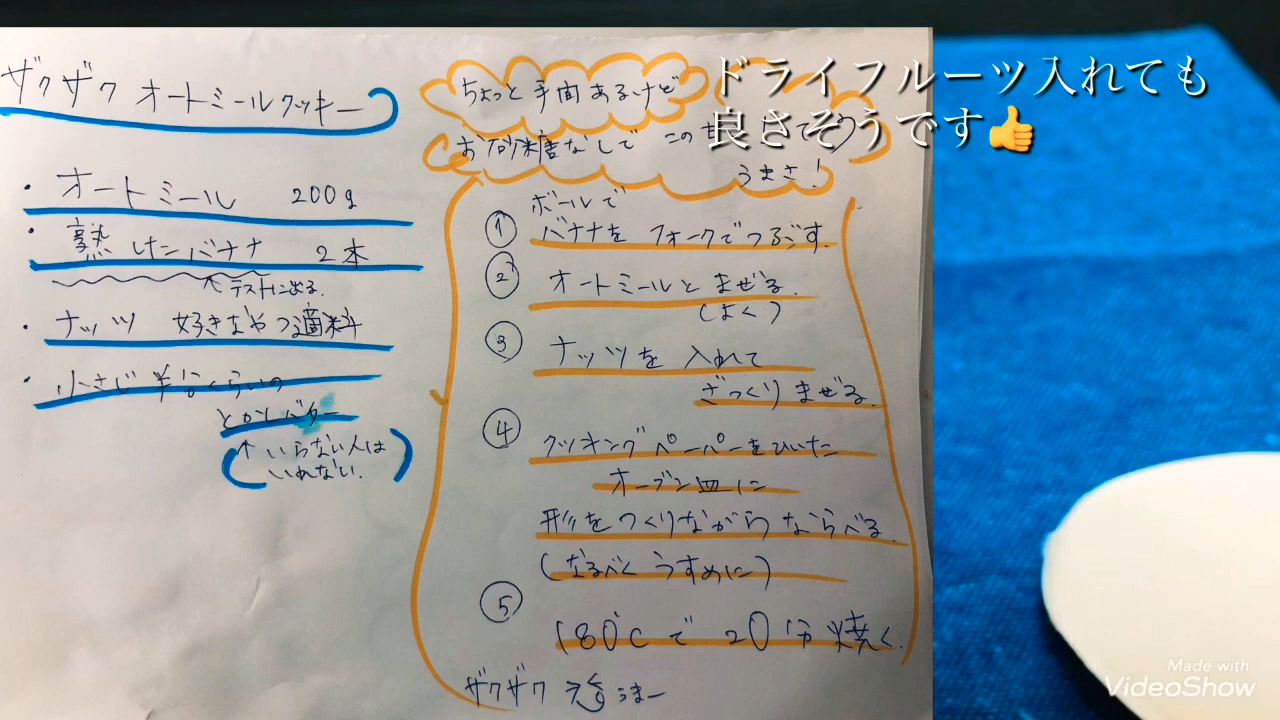 ザクザク オートミールクッキー
・オートミール 200g
・熟したバナナ 2本
↑テストに出る.
・ナッツ 好きなやつ適料
・小さじ半分くらいの
とかしバター
↑いらない人は
いれない.
ちょっと手間あるけど
お砂糖なしで この
うまさ!
ドライフルーツ入れても
良さそうです👍
ボールで
① バナナを フォークでつぶす.
② オートミールと まぜる.
(よく)
③ ナッツを 入れて
ざっくり まぜる.
④ クッキングペーパーをひいた
オーブン皿に
形をつくりながら ならべる.
(なるべく うすめに)
⑤ 180℃で 20分焼く.
ザクザク うまー
Made with
VideoShow